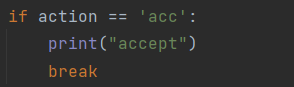 if action == 'acc':
    print("accept")
    break